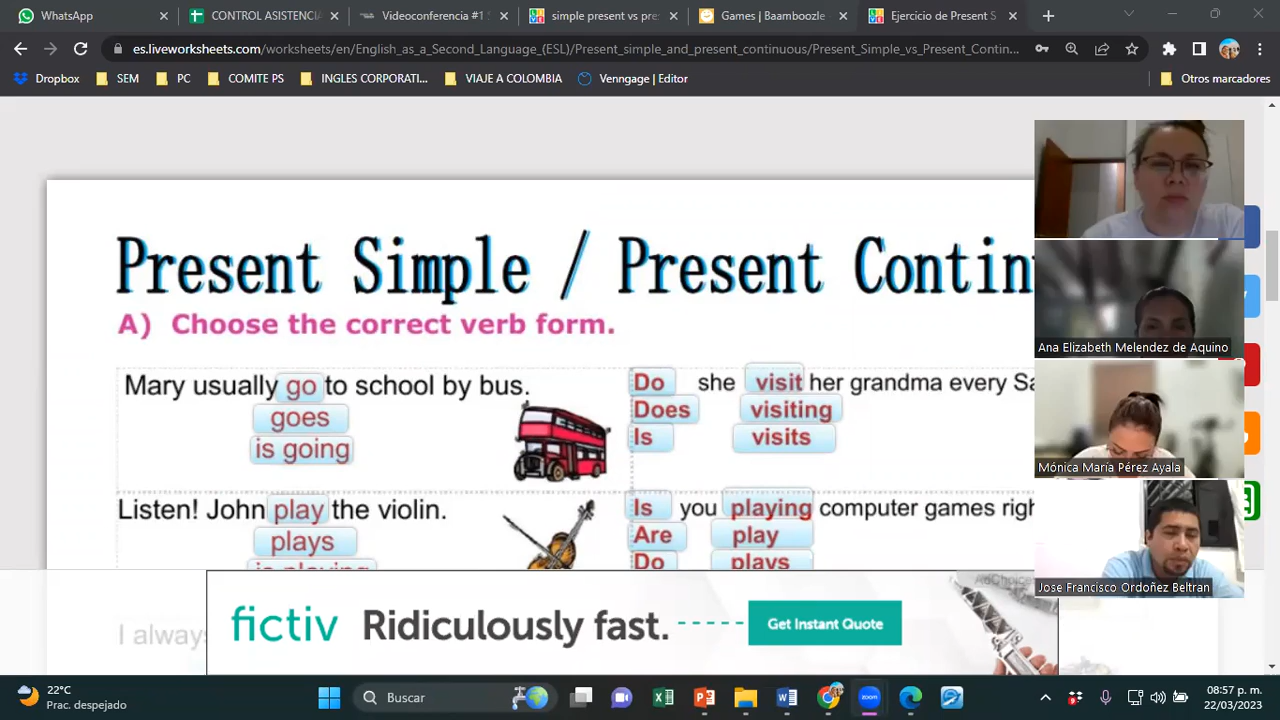 WhatsApp
CONTROL ASISTENCIA
Videoconferencia #1
simple present vs pre
Games | Baamboozle
Ejercicio de Present S
es.liveworksheets.com/worksheets/en/English_as_a_Second_Language_(ESL)/Present_simple_and_present_continuous/Present_Simple_vs_Present_Contin...
Dropbox
SEM
PC
COMITE PS
INGLES CORPORATI...
VIAJE A COLOMBIA
Venngage | Editor
Otros marcadores
Present Simple / Present Contin
A) Choose the correct verb form.
Mary usually go to school by bus.
goes
is going
Do she visit her grandma every Sa
Does visiting
Is visits
Listen! John play the violin.
plays
is playing
Is you playing computer games righ
Are play
Do plays
I always
AdChoices
fictiv Ridiculously fast. Get Instant Quote
Ana Elizabeth Melendez de Aquino
Mónica María Pérez Ayala
Jose Francisco Ordoñez Beltran
22°C
Prac. despejado
Buscar
08:57 p. m.
22/03/2023